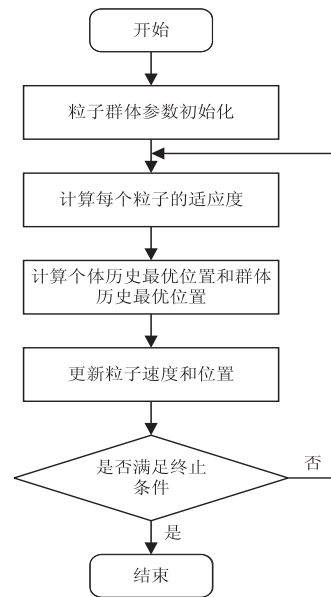 开始
粒子群体参数初始化
计算每个粒子的适应度
计算个体历史最优位置和群体
历史最优位置
更新粒子速度和位置
是否满足终止
条件
否
是
结束